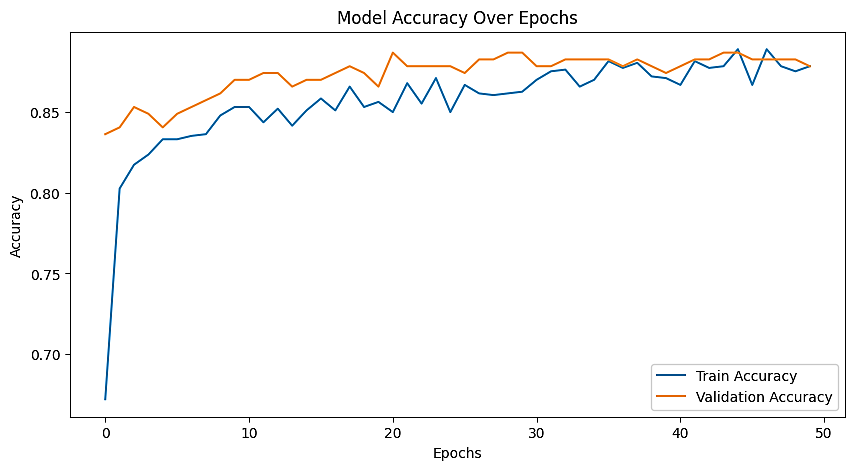 Model Accuracy Over Epochs
Accuracy
0.85
0.80
0.75
0.70
0
10
20
30
40
50
Epochs
Train Accuracy
Validation Accuracy